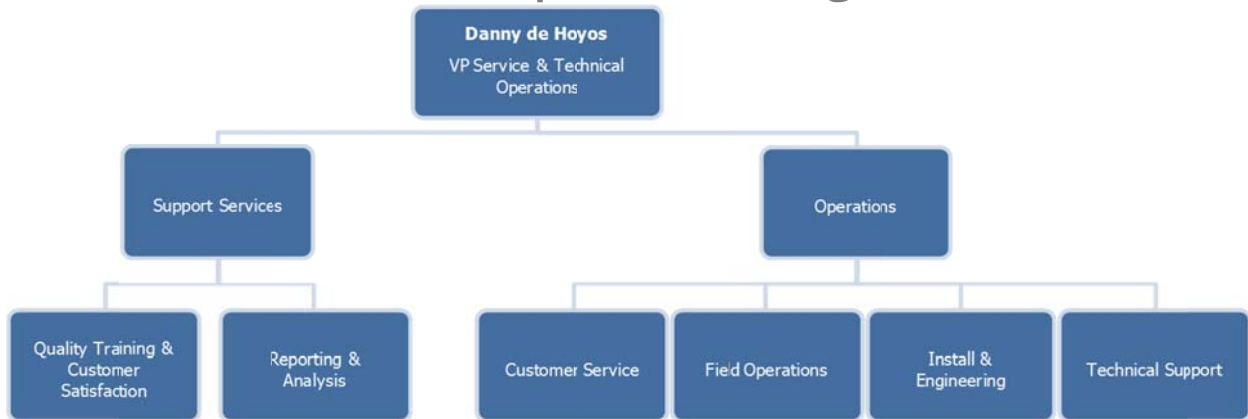 Danny de Hoyos
VP Service & Technical
Operations
Support Services
Operations
Quality Training &
Customer
Satisfaction
Reporting &
Analysis
Customer Service
Field Operations
Install &
Engineering
Technical Support